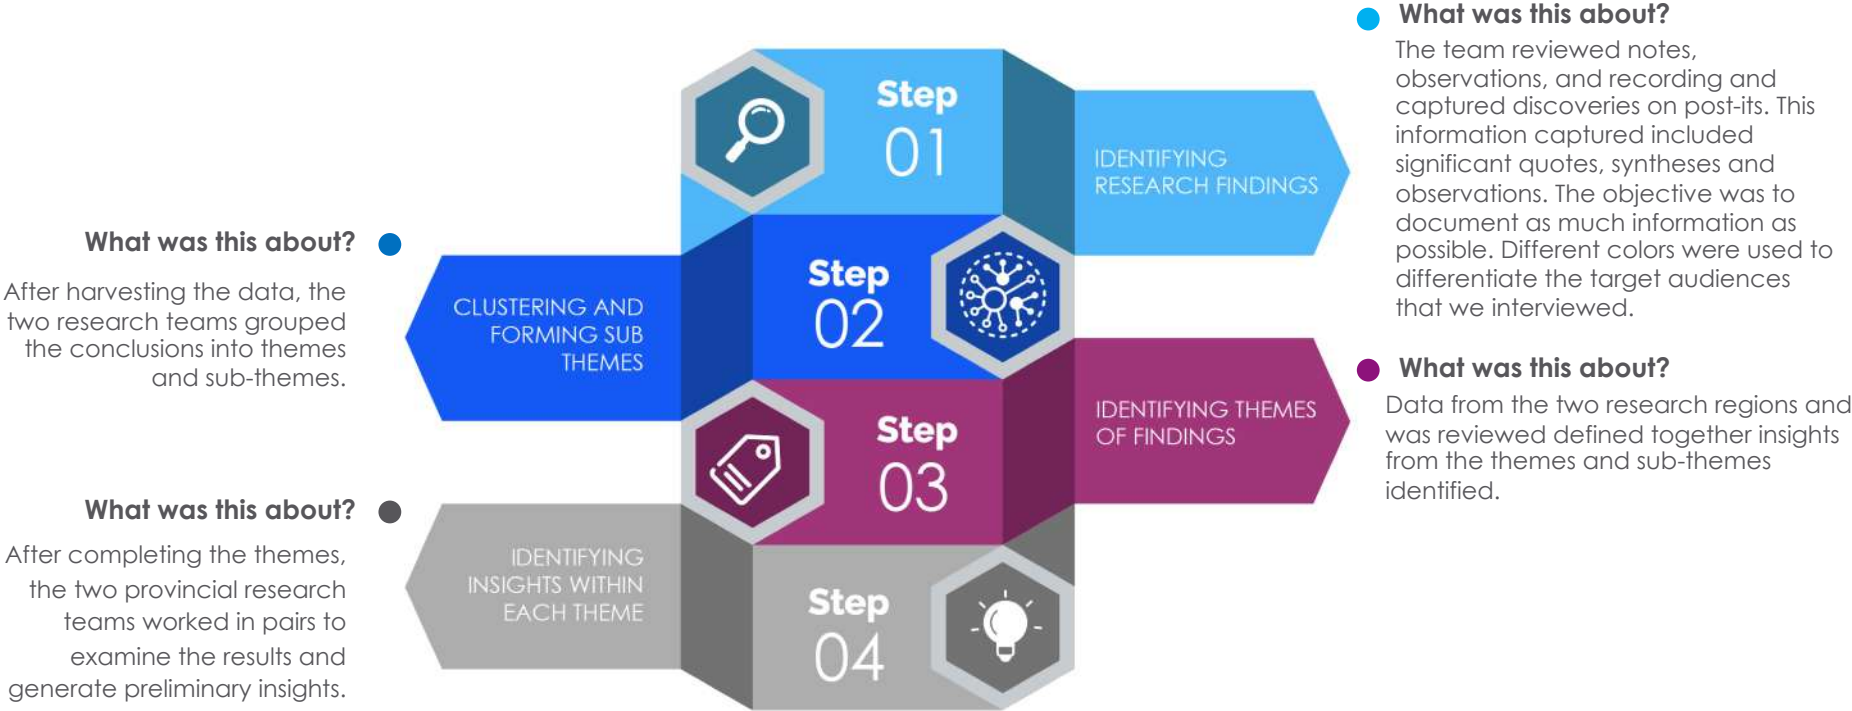 What was this about?
The team reviewed notes,
observations, and recording and
captured discoveries on post-its. This
information captured included
significant quotes, syntheses and
observations. The objective was to
document as much information as
possible. Different colors were used to
differentiate the target audiences
that we interviewed.
Step
01
IDENTIFYING
RESEARCH FINDINGS
What was this about?
After harvesting the data, the
two research teams grouped
the conclusions into themes
and sub-themes.
CLUSTERING AND
FORMING SUB
THEMES
Step
02
Step
03
IDENTIFYING THEMES
OF FINDINGS
What was this about?
Data from the two research regions and
was reviewed defined together insights
from the themes and sub-themes
identified.
What was this about?
After completing the themes,
the two provincial research
teams worked in pairs to
examine the results and
generate preliminary insights.
IDENTIFYING
INSIGHTS WITHIN
EACH THEME
Step
04